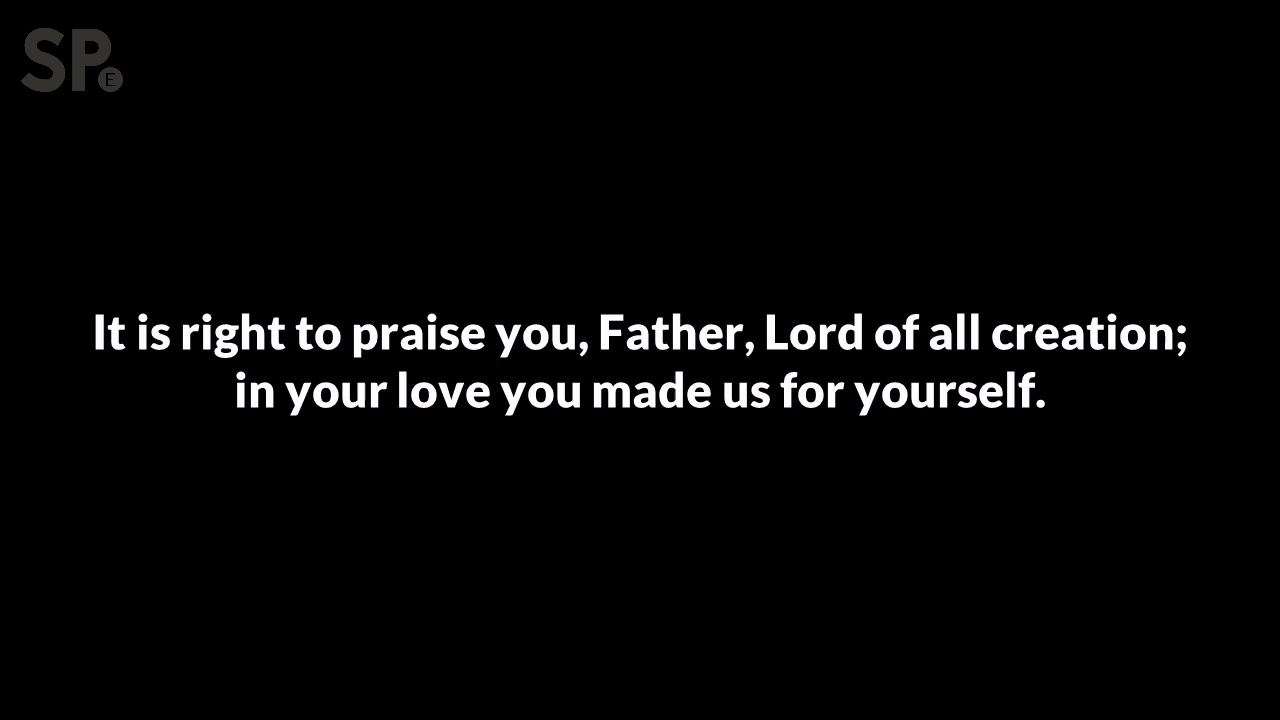 SP
E
It is right to praise you, Father, Lord of all creation;
in your love you made us for yourself.